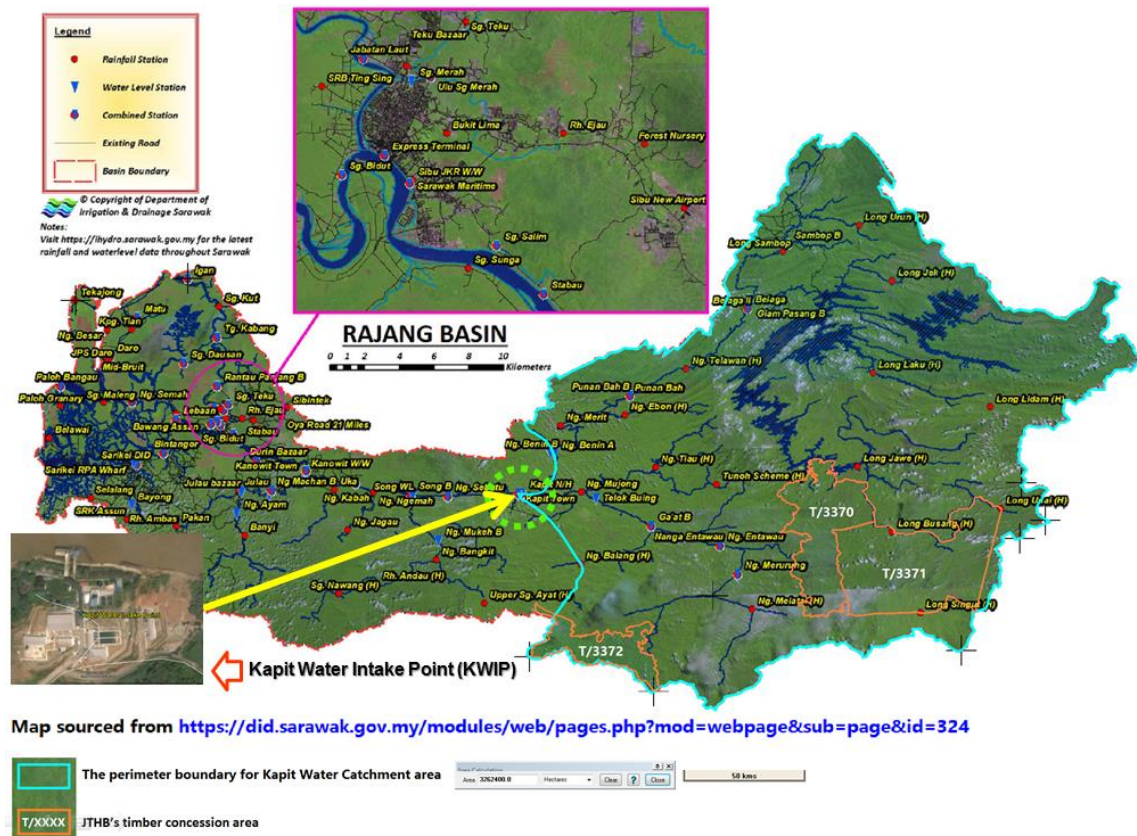 Legend
Rainfall Station
Water Level Station
Combined Station
Existing Road
Basin Boundary
© Copyright of Department of
Irrigation & Drainage Sarawak
Notes:
Visit https://ihydro.sarawak.gov.my for the latest
rainfall and waterlevel data throughout Sarawak
Sg. Teku
Teku Bazaar
Jabatan Laut
Sg. Merah
SRB Ting Sing
Ulu Sg Merah
Bukit Lima
Rh. Ejau
Forest Nursery
Express Terminal
Sg. Bidut
Sibu JKR W/W
Sarawak Maritime
Sibu New Airport
Sg. Salim
Sg. Sunga
Stabau
RAJANG BASIN
0 1 2 4 6 8 10
Kilometers
Igan
Tekajong
Matu
Sg. Kut
Kpg. Tian
Ng. Besar
Tg. Kabang
JPS Daro
Daro
Sg. Dausan
Mid-Bruit
Paloh Bangau
Rantau Panjang B
Paloh Granary
Sg. Maleng
Ng. Semah
Sg. Teku
Sibintek
Lebaan
Rh. Ejau
Belawai
Bawang Assan
Stabau
Oya Road 21 Miles
Sg. Bidut
Bintangor
Durin Bazaar
Sarikei DID
Kanowit Town
Kanowit W/W
Sarikei RPA Wharf
Julau bazaar
Julau
Ng Machan B
Uka
Selalang
Bayong
Ng. Ayam
Ng. Kabah
Song WL
Song B
Ng. Ngemah
SRK Assun
Rh. Ambas
Pakan
Banyi
Ng. Jagau
Ng. Mukeh B
Ng. Bangkit
Rh. Andau (H)
Sg. Nawang (H)
Upper Sg. Ayat (H)
Long Urun (H)
Sambop B
Long Sambop
Long Jok (H)
Belaga
Giam Pasang B
Ng. Telawan (H)
Long Laku (H)
Punan Bah B
Punan Bah
Long Lidam (H)
Ng. Ebon (H)
Ng. Merit
Ng. Benin B
Ng. Benin A
Ng. Tiau (H)
Long Jawe (H)
Tunoh Scheme (H)
Kapit N/H
Ng. Mujong
Kapit Town
Telok Buing
T/3370
Ga'at B
Long Busang (H)
Nanga Entawau
Ng. Entawau
Ng. Balang (H)
T/3371
Ng. Merurung
Long Singut (H)
T/3372
Kapit Water Intake Point
Kapit Water Intake Point (KWIP)
Map sourced from https://did.sarawak.gov.my/modules/web/pages.php?mod=webpage&sub=page&id=324
The perimeter boundary for Kapit Water Catchment area
Area 3262400.0 Hectares Clear ? Close
50 kms
T/XXXX JTHB's timber concession area